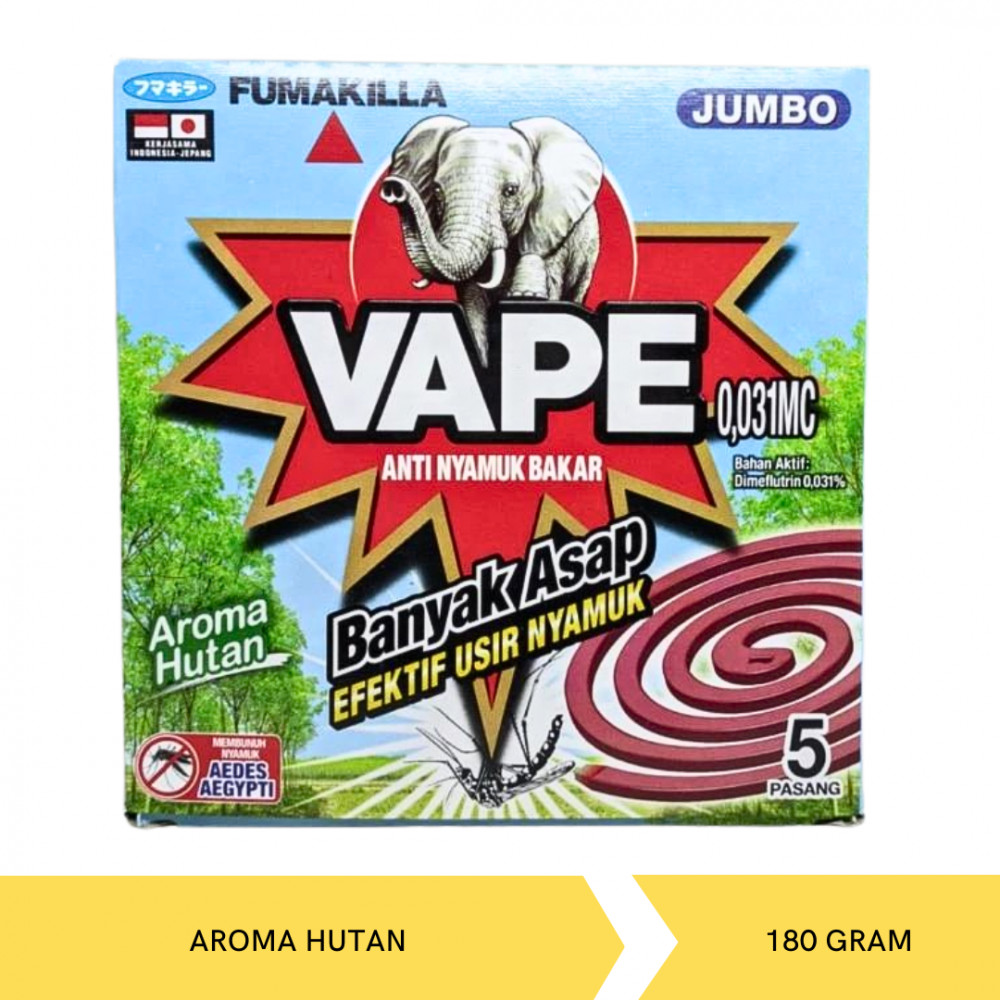 フマキラー
FUMAKILLA
JUMBO
KERJASAMA
INDONESIA-JEPANG
VAPE
0,031MC
ANTI NYAMUK BAKAR
Bahan Aktif:
Dimeflutrin 0,031%
Banyak Asap
EFEKTIF USIR NYAMUK
Aroma
Hutan
MEMBUNUH
NYAMUK
AEDES
AEGYPTI
5
PASANG
AROMA HUTAN
180 GRAM